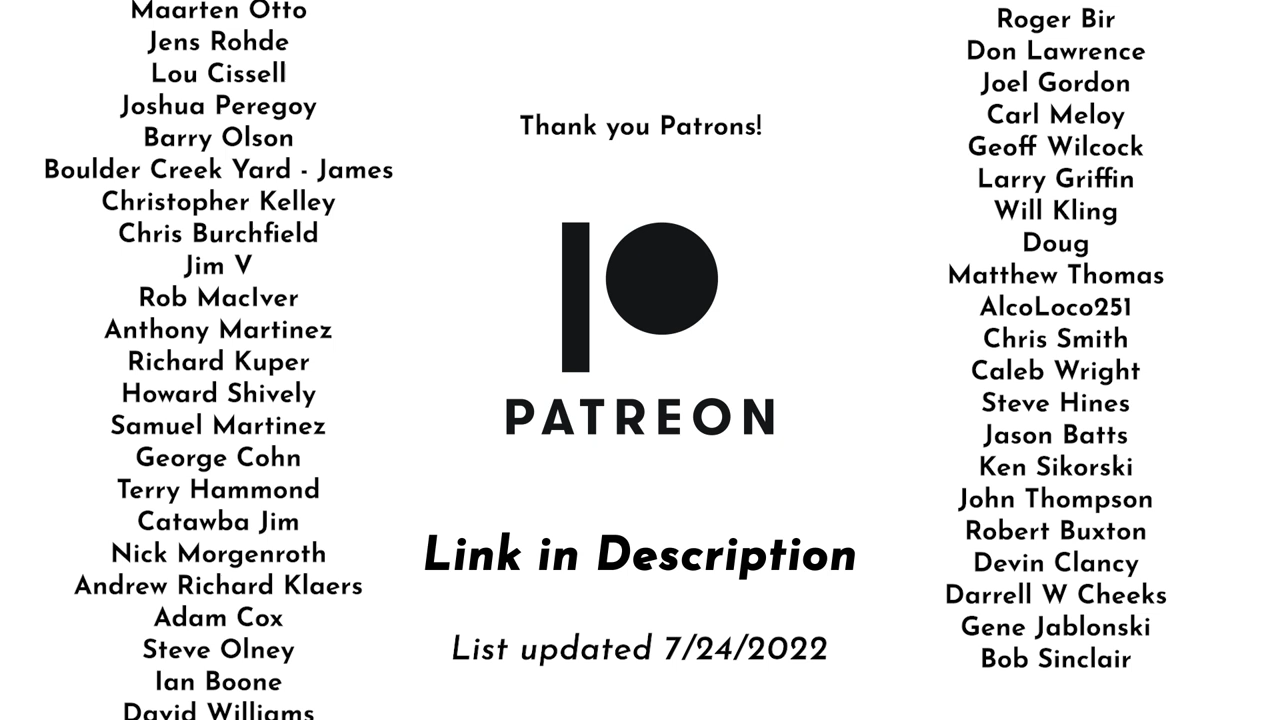 Maarten Otto
Jens Rohde
Lou Cissell
Joshua Peregoy
Barry Olson
Boulder Creek Yard - James
Christopher Kelley
Chris Burchfield
Jim V
Rob MacIver
Anthony Martinez
Richard Kuper
Howard Shively
Samuel Martinez
George Cohn
Terry Hammond
Catawba Jim
Nick Morgenroth
Andrew Richard Klaers
Adam Cox
Steve Olney
Ian Boone
David Williams
Thank you Patrons!
PATREON
Link in Description
List updated 7/24/2022
Roger Bir
Don Lawrence
Joel Gordon
Carl Meloy
Geoff Wilcock
Larry Griffin
Will Kling
Doug
Matthew Thomas
AlcoLoco251
Chris Smith
Caleb Wright
Steve Hines
Jason Batts
Ken Sikorski
John Thompson
Robert Buxton
Devin Clancy
Darrell W Cheeks
Gene Jablonski
Bob Sinclair